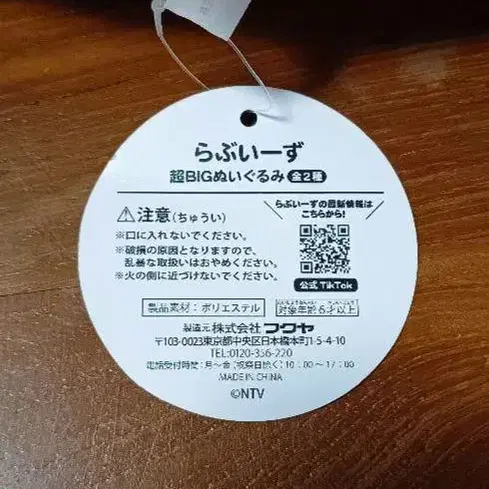 らぶいーず
超BIGぬいぐるみ 全2種
⚠注意(ちゅうい)
※口に入れないでください。
※破損の原因となりますので、
乱暴な取扱いはおやめください。
※火の側に近づけないでください。
らぶいーずの最新情報は
こちらから!
公式 TikTok
製品素材:ポリエステル
対象年齢6才以上
製造元 株式会社フクヤ
〒103-0023東京都中央区日本橋本町1-5-4-10
TEL:0120-356-220
電話受付時間:月~金(祝祭日除く)10:00~17:00
MADE IN CHINA
©NTV